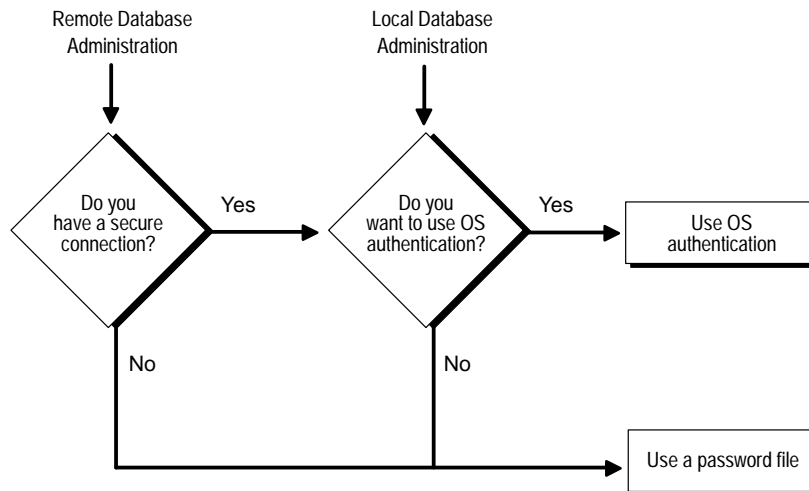 Remote Database
Administration
Local Database
Administration
Do you
have a secure
connection?
Yes
Do you
want to use OS
authentication?
Yes
Use OS
authentication
No
No
Use a password file